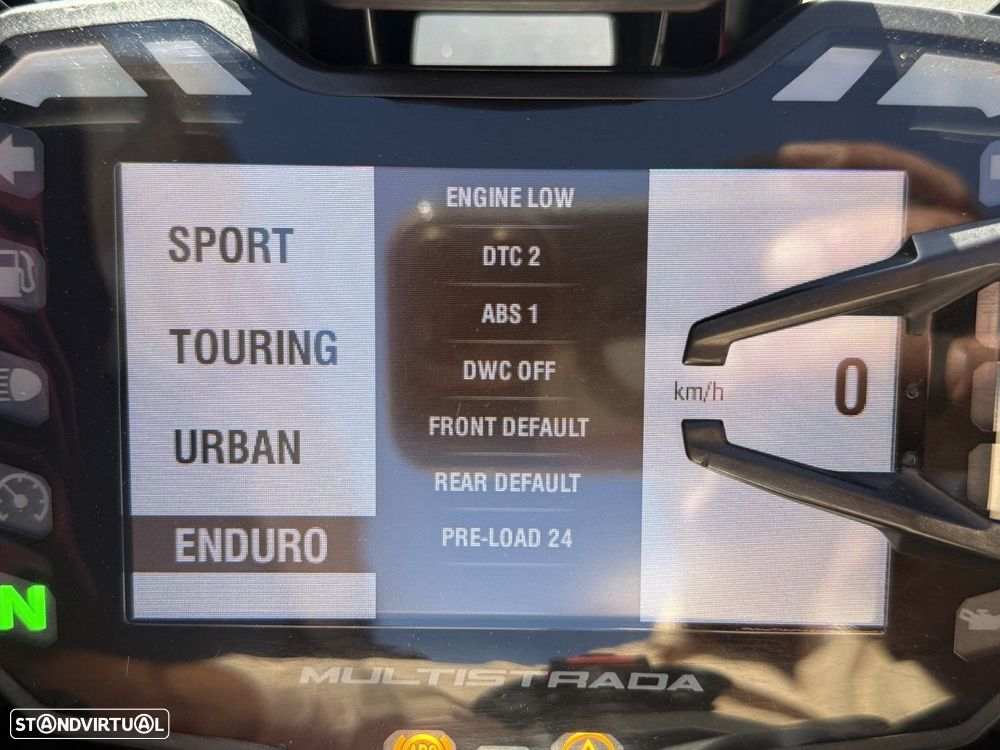 SPORT
TOURING
URBAN
ENDURO
ENGINE LOW
DTC 2
ABS 1
DWC OFF
FRONT DEFAULT
REAR DEFAULT
PRE-LOAD 24
km/h
0
N
MULTISTRADA
STANDVIRTUAL